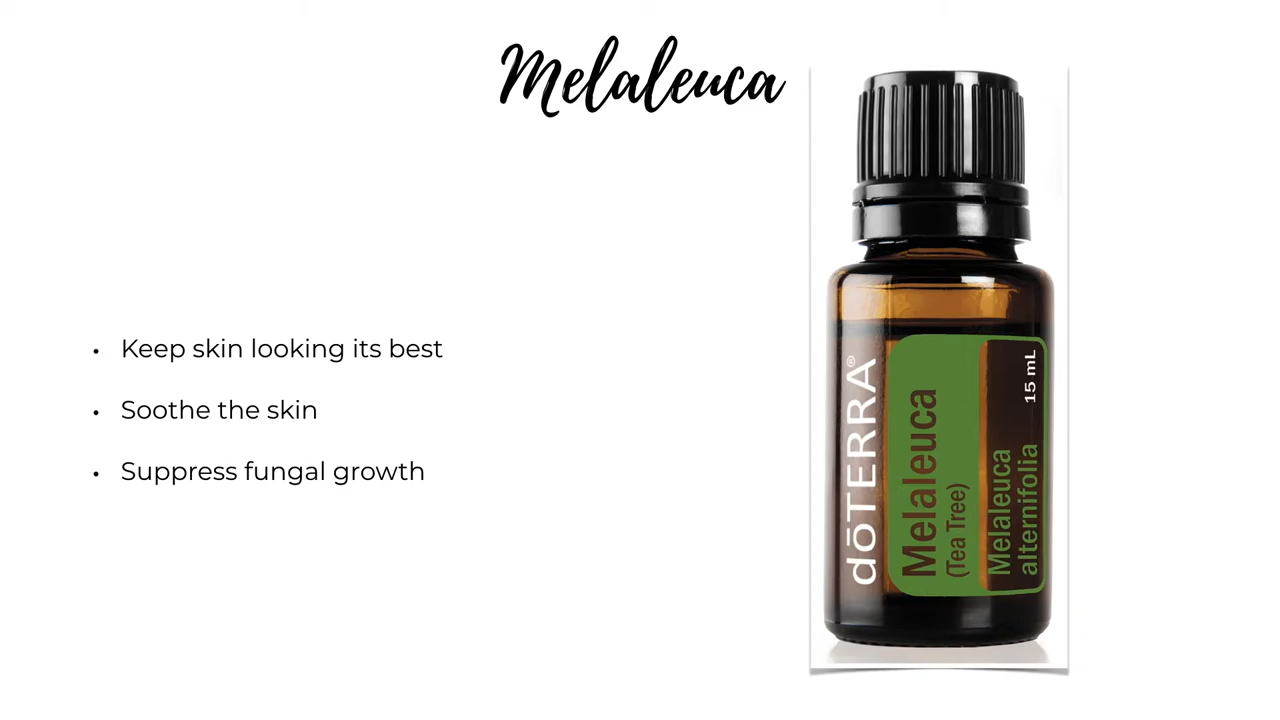 Melaleuca
• Keep skin looking its best
• Soothe the skin
• Suppress fungal growth
dōTERRA®
Melaleuca
(Tea Tree)
Melaleuca
alternifolia
15 mL